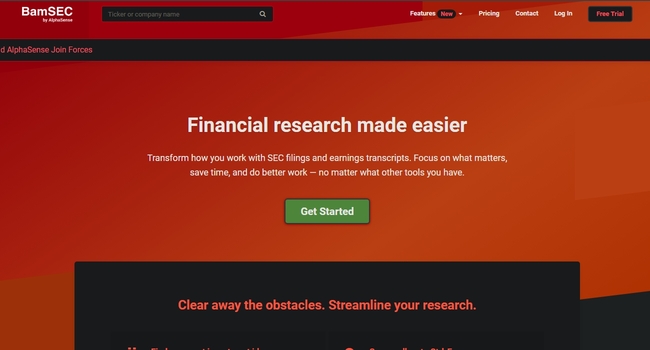 BamSEC
by AlphaSense
Ticker or company name
Features New
Pricing
Contact
Log In
Free Trial
d AlphaSense Join Forces
Financial research made easier
Transform how you work with SEC filings and earnings transcripts. Focus on what matters,
save time, and do better work — no matter what other tools you have.
Get Started
Clear away the obstacles. Streamline your research.